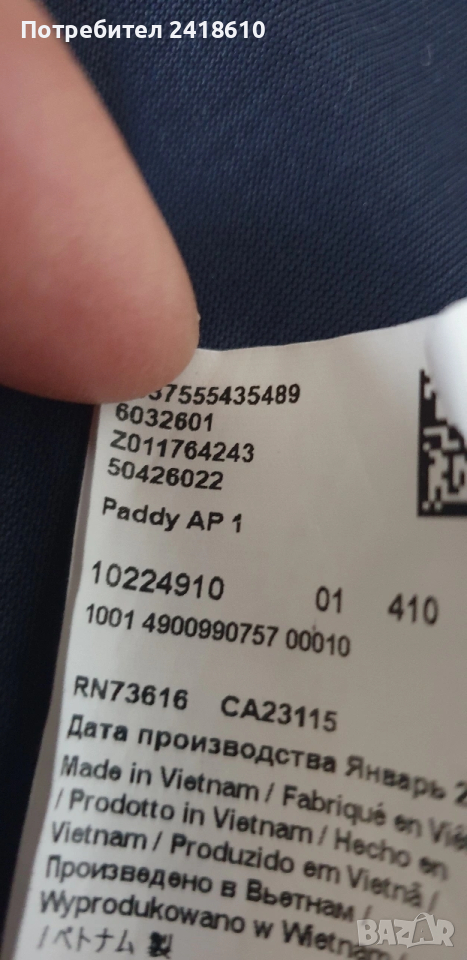 Потребител 2418610
37555435489
6032601
Z011764243
50426022
Paddy AP 1
10224910 01 410
1001 4900990757 00010
RN73616 CA23115
Дата производства Январь 2
Made in Vietnam / Fabriqué en
/ Prodotto in Vietnam / Hecho en
Vietnam / Produzido em Vietnã /
Произведено в Вьетнам /
Wyprodukowano w Wietnam /
/ ベトナム 製
BAZAR